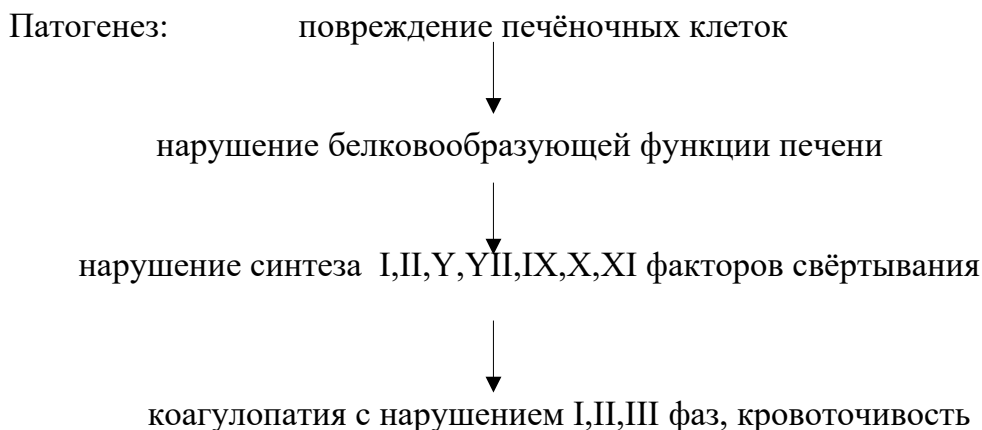 Патогенез: повреждение печёночных клеток
нарушение белковообразующей функции печени
нарушение синтеза I,II,Y,YII,IX,X,XI факторов свёртывания
коагулопатия с нарушением I,II,III фаз, кровоточивость